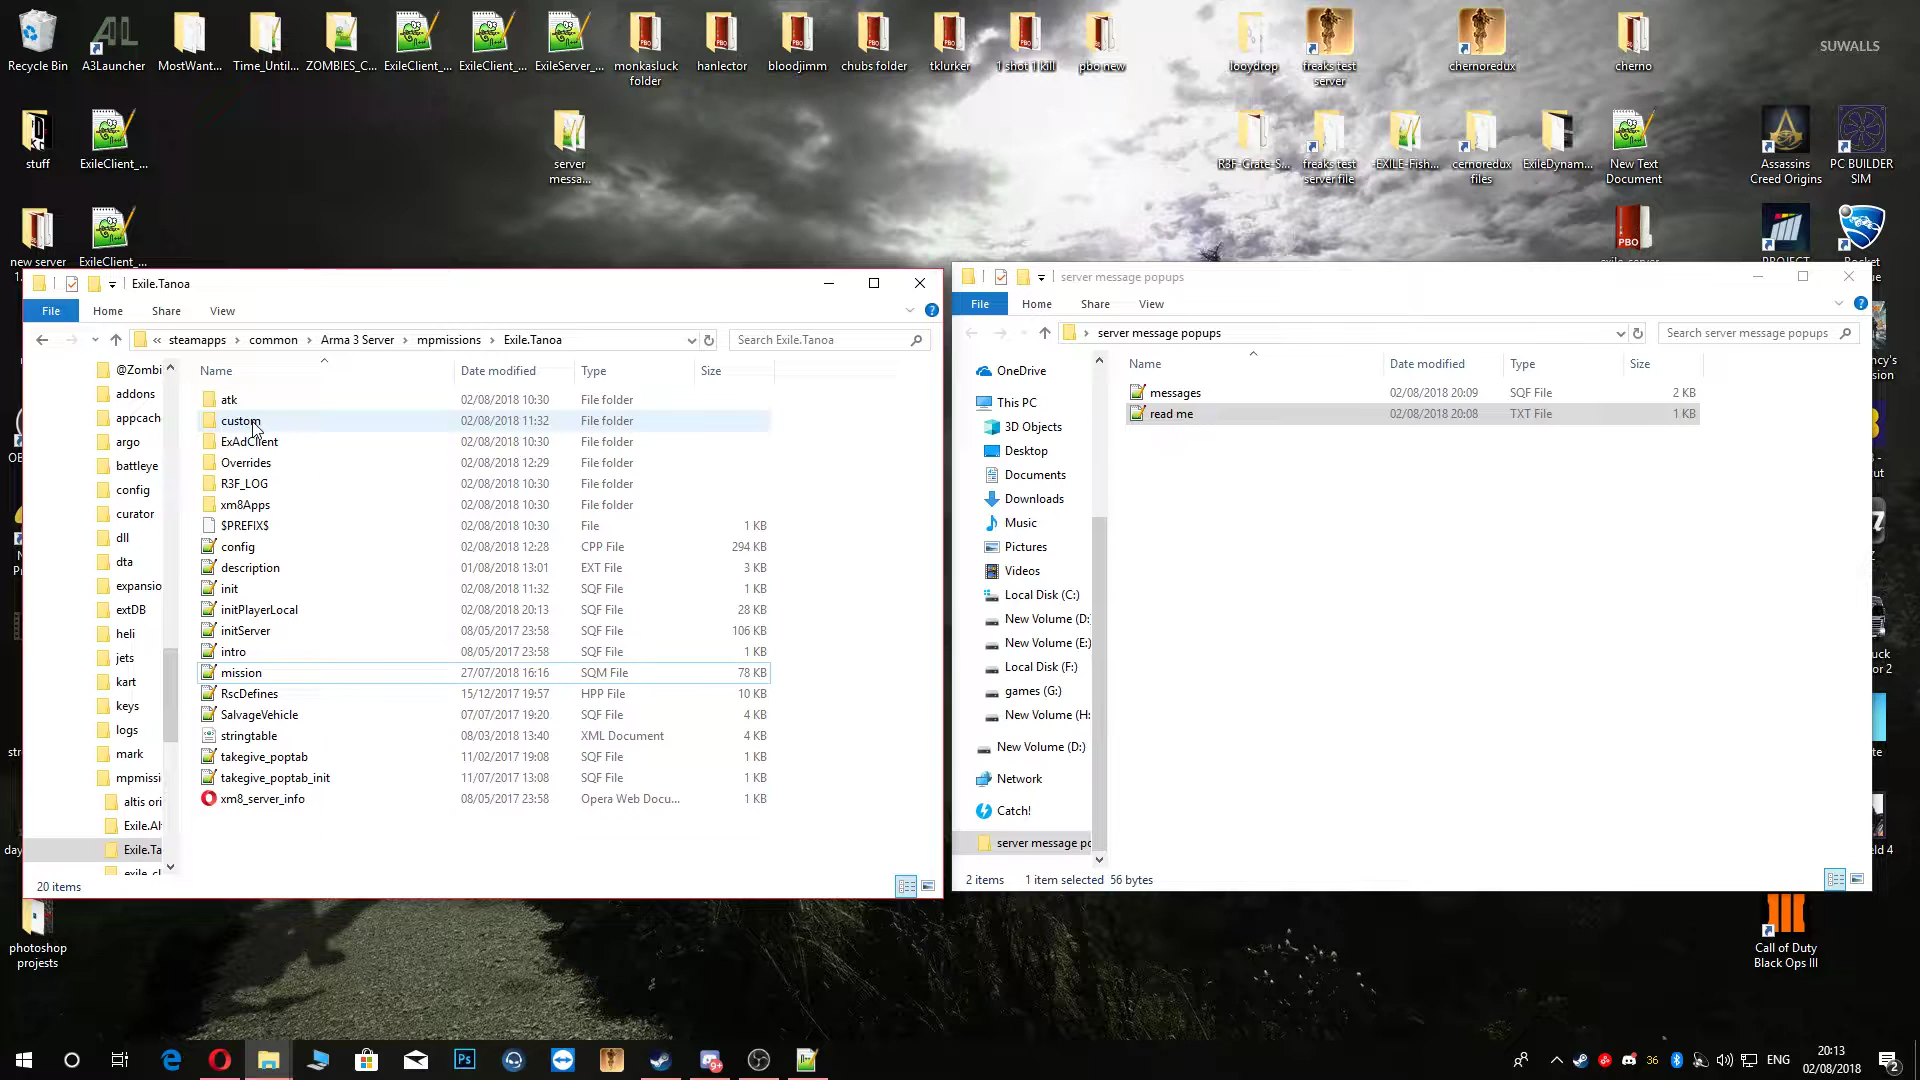 Recycle Bin
A3Launcher
MostWant...
Time_Until...
ZOMBIES_C...
ExileClient_...
ExileClient_...
ExileServer_...
monkasluck folder
hanlector
bloodjimm
chubs folder
tklurker
1 shot 1 kill
pbo new
looydrop
freaks test server
chernoredux
cherno
SUWALLS
stuff
ExileClient_...
server messa...
R3F-Crate-S...
freaks test server file
-EXILE-Fish...
cernoredux files
ExileDynam...
New Text Document
Assassins Creed Origins
PC BUILDER SIM
new server
ExileClient_...
PBO
Exile.Tanoa
File
Home
Share
View
« steamapps
common
Arma 3 Server
mpmissions
Exile.Tanoa
Search Exile.Tanoa
@Zombi
addons
appcach
argo
battleye
config
curator
dll
dta
expansio
extDB
heli
jets
kart
keys
logs
mark
mpmissi
altis ori
Exile.Al
Exile.Ta
Name
Date modified
Type
Size
atk 02/08/2018 10:30 File folder
custom 02/08/2018 11:32 File folder
ExAdClient 02/08/2018 10:30 File folder
Overrides 02/08/2018 12:29 File folder
R3F_LOG 02/08/2018 10:30 File folder
xm8Apps 02/08/2018 10:30 File folder
$PREFIX$ 02/08/2018 10:30 File 1 KB
config 02/08/2018 12:28 CPP File 294 KB
description 01/08/2018 13:01 EXT File 3 KB
init 02/08/2018 11:32 SQF File 1 KB
initPlayerLocal 02/08/2018 20:13 SQF File 28 KB
initServer 08/05/2017 23:58 SQF File 106 KB
intro 08/05/2017 23:58 SQF File 1 KB
mission 27/07/2018 16:16 SQM File 78 KB
RscDefines 15/12/2017 19:57 HPP File 10 KB
SalvageVehicle 07/07/2017 19:20 SQF File 4 KB
stringtable 08/03/2018 13:40 XML Document 4 KB
takegive_poptab 11/02/2017 19:08 SQF File 1 KB
takegive_poptab_init 11/07/2017 13:08 SQF File 1 KB
xm8_server_info 08/05/2017 23:58 Opera Web Docu... 1 KB
20 items
server message popups
File
Home
Share
View
server message popups
Search server message popups
OneDrive
This PC
3D Objects
Desktop
Documents
Downloads
Music
Pictures
Videos
Local Disk (C:)
New Volume (D:
New Volume (E:)
Local Disk (F:)
games (G:)
New Volume (H:
New Volume (D:)
Network
Catch!
server message po
Name
Date modified
Type
Size
messages 02/08/2018 20:09 SQF File 2 KB
read me 02/08/2018 20:08 TXT File 1 KB
2 items
1 item selected 56 bytes
photoshop projests
Call of Duty Black Ops III
Ps
9+
36
ENG
20:13
02/08/2018
2